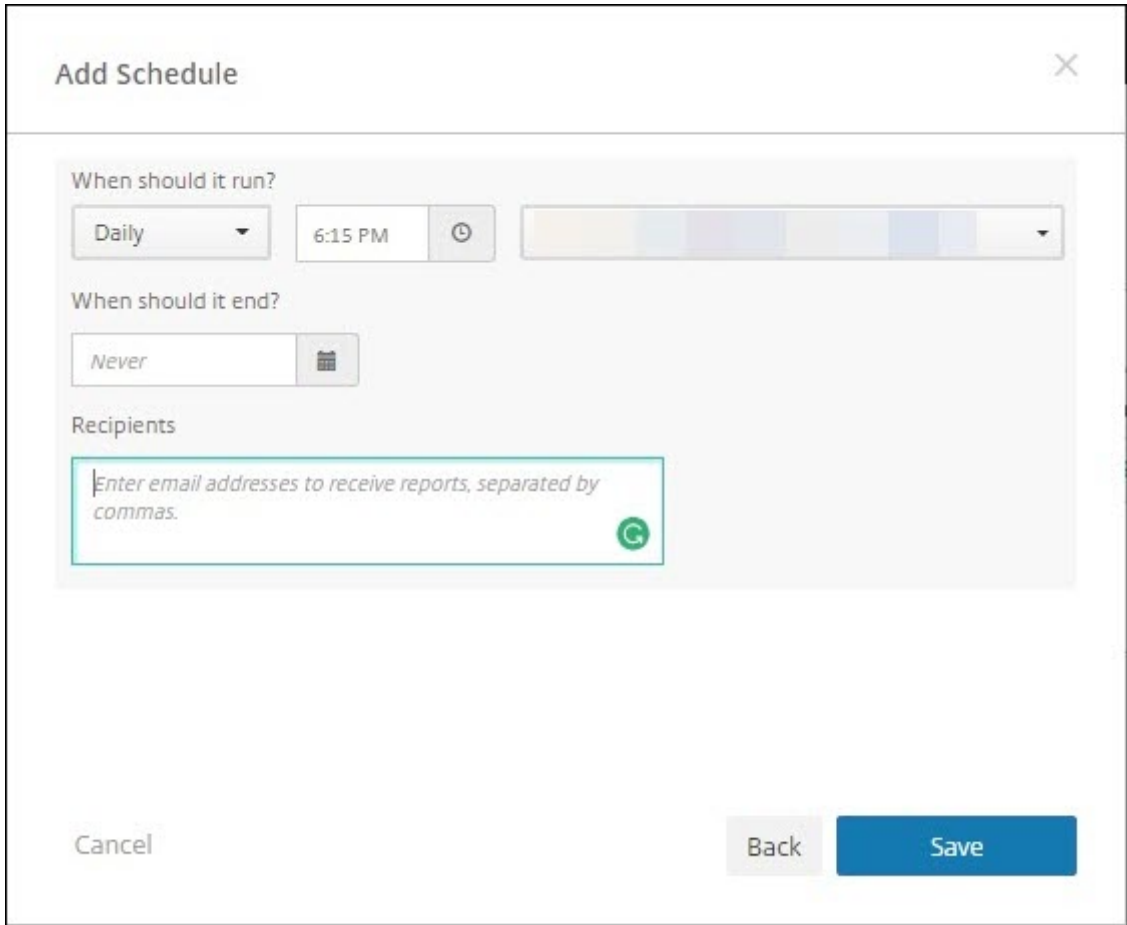 Add Schedule
When should it run?
Daily
6:15 PM
When should it end?
Never
Recipients
Enter email addresses to receive reports, separated by
commas.
Cancel
Back
Save